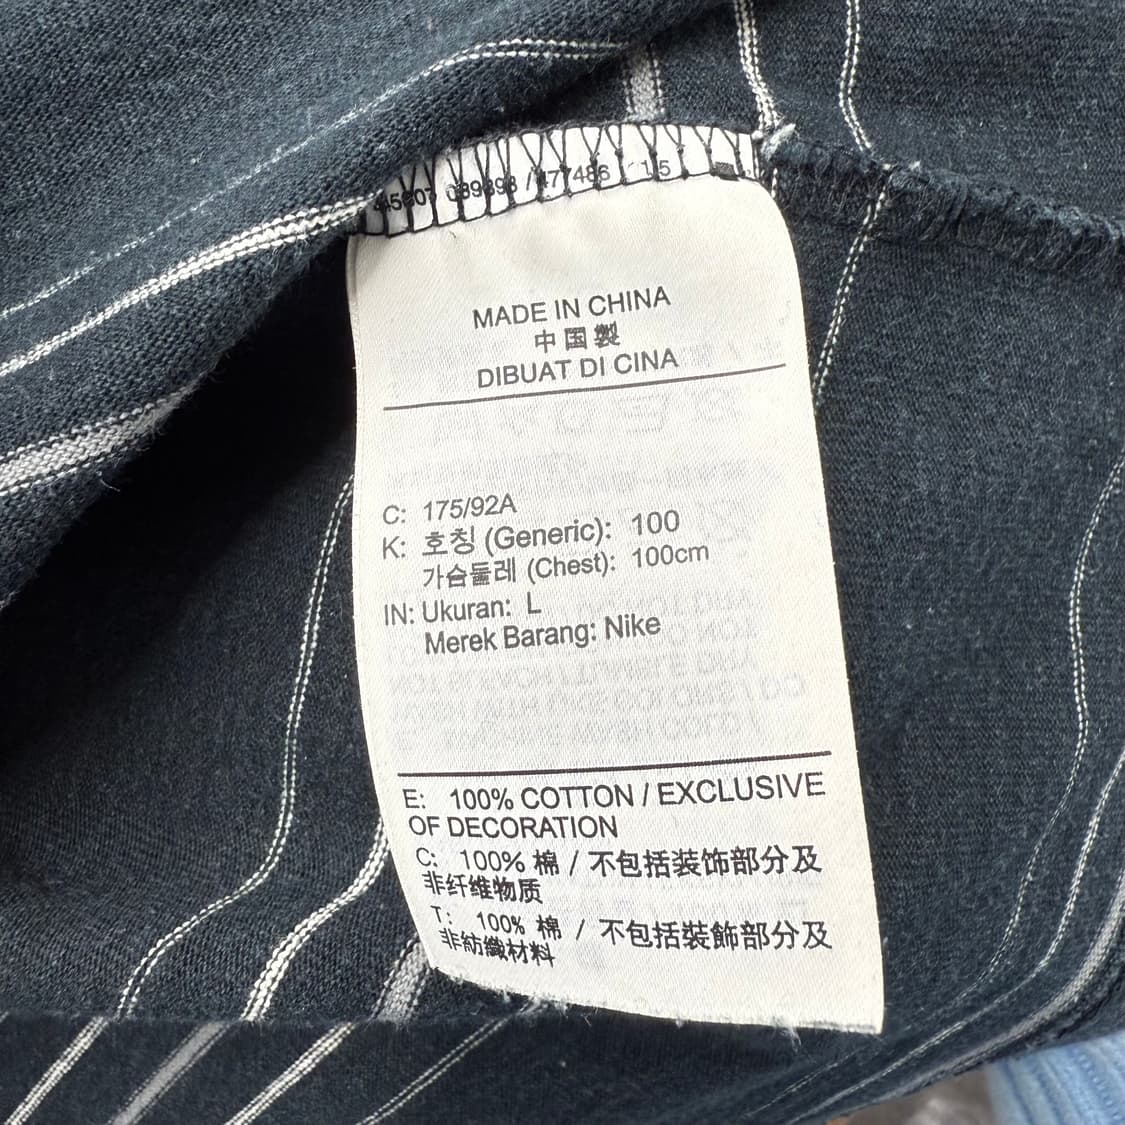 477486
MADE IN CHINA
中国製
DIBUAT DI CINA
C: 175/92A
K: 호칭 (Generic): 100
가슴둘레 (Chest): 100cm
IN: Ukuran: L
Merek Barang: Nike
E: 100% COTTON / EXCLUSIVE
OF DECORATION
C: 100% 棉 / 不包括装饰部分及
非纤维物质
T: 100% 棉 / 不包括裝飾部分及
非紡織材料